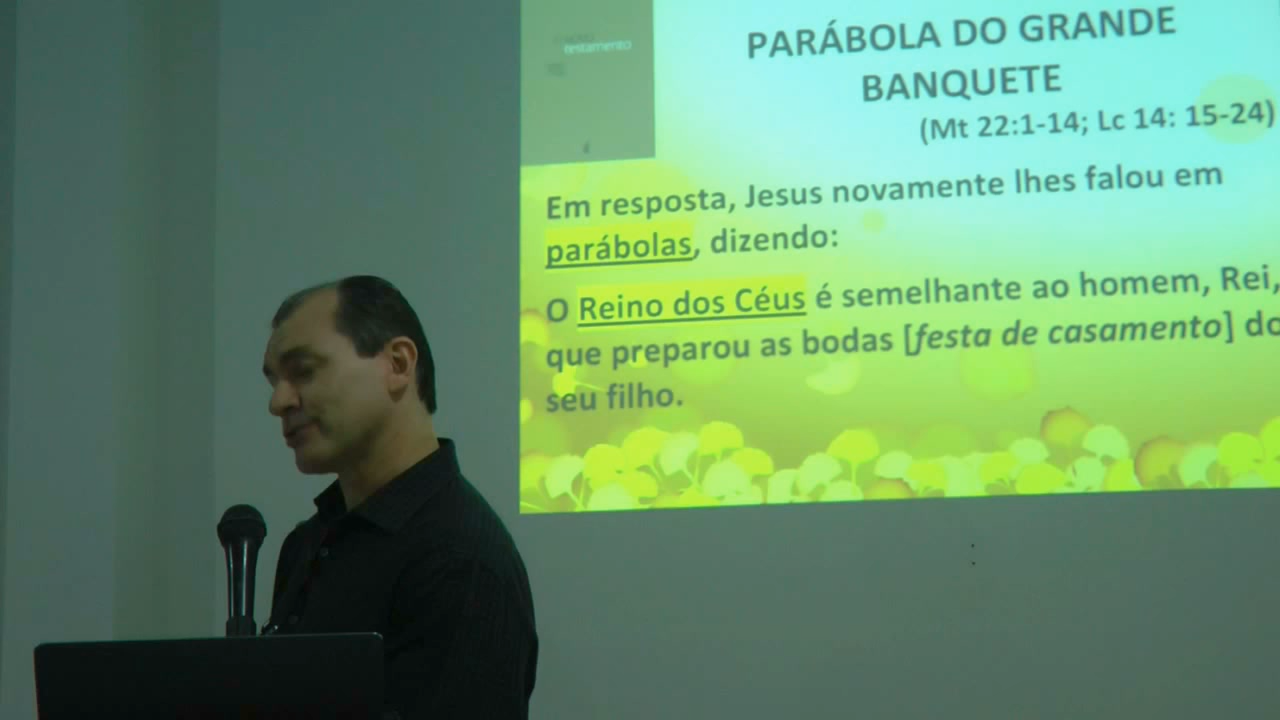 testamento
PARÁBOLA DO GRANDE
BANQUETE
(Mt 22:1-14; Lc 14: 15-24)
Em resposta, Jesus novamente lhes falou em
parábolas, dizendo:
O Reino dos Céus é semelhante ao homem, Rei,
que preparou as bodas [festa de casamento] do
seu filho.